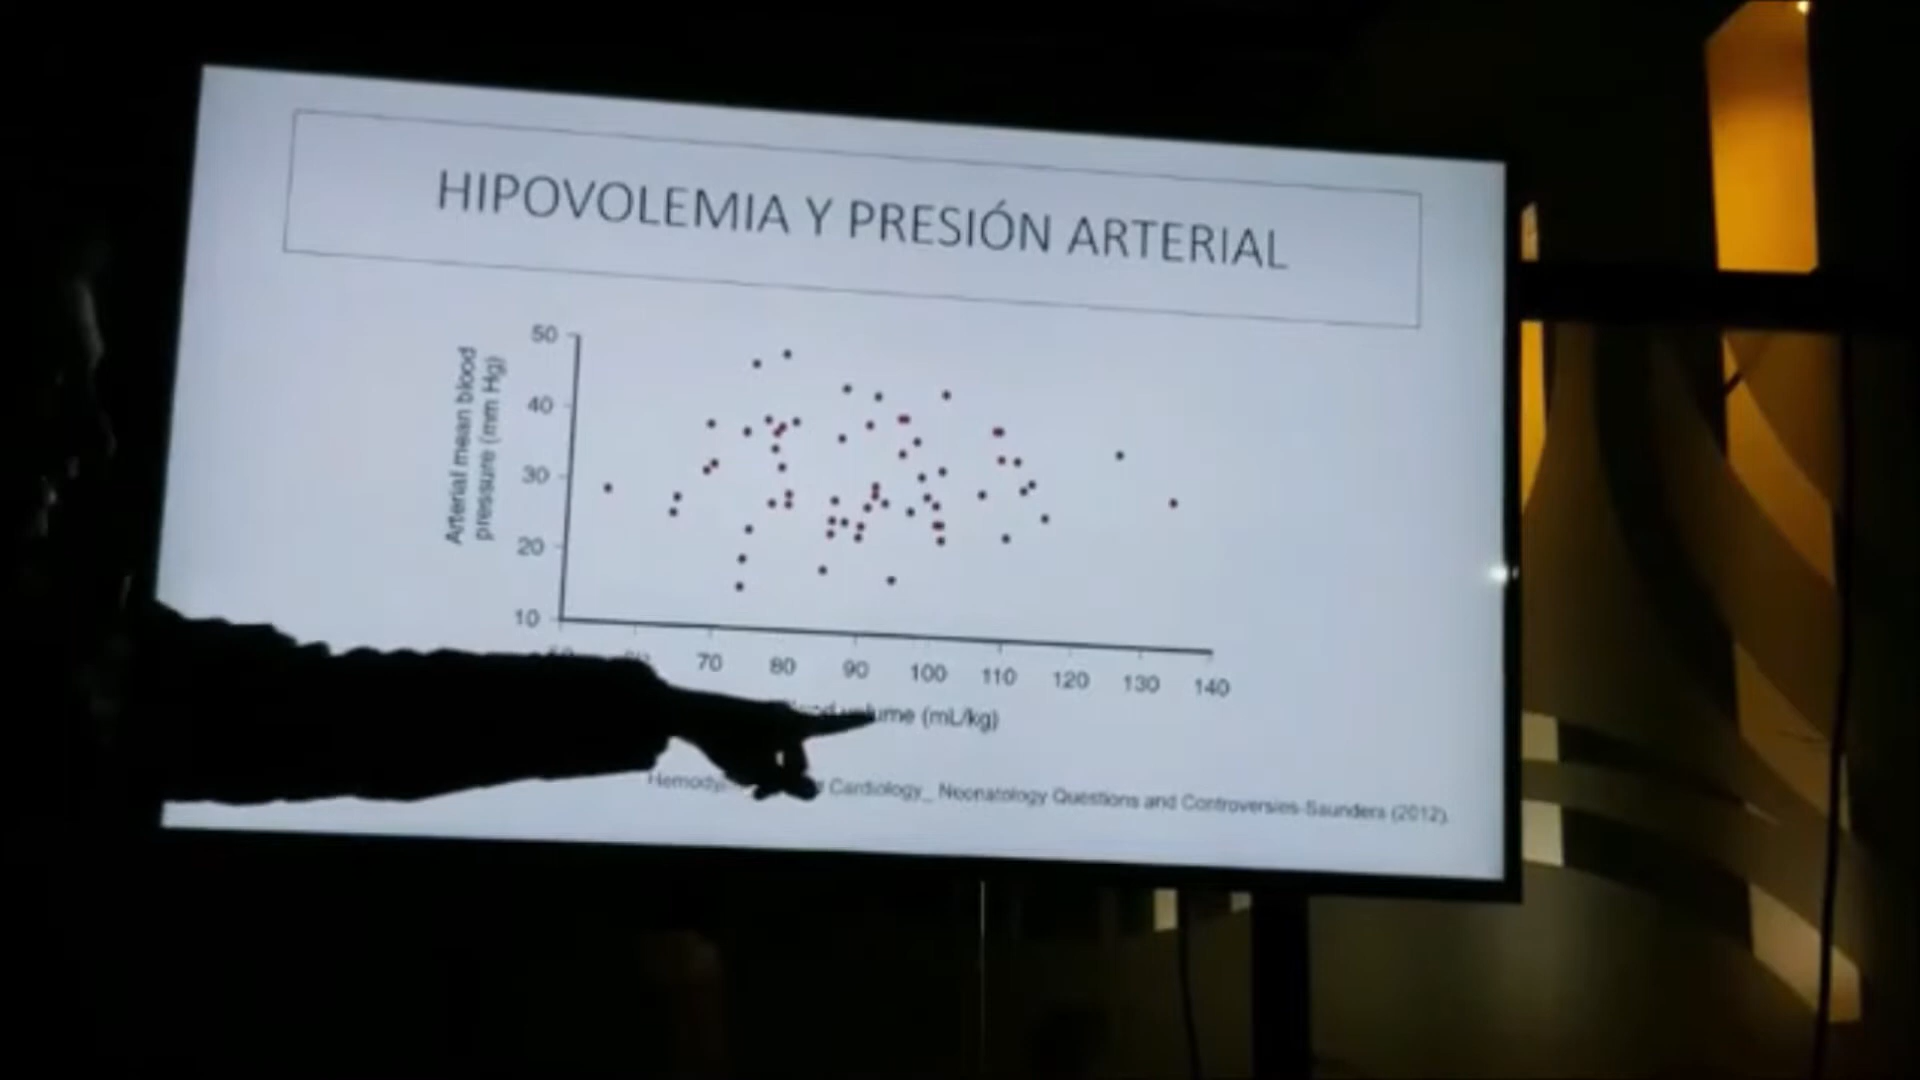 HIPOVOLEMIA Y PRESIÓN ARTERIAL
Arterial mean blood
pressure (mm Hg)
50
40
30
20
10
70 80 90 100 110 120 130 140
volume (mL/kg)
Cardiology_ Neonatology Questions and Controversies-Saunders (2012).